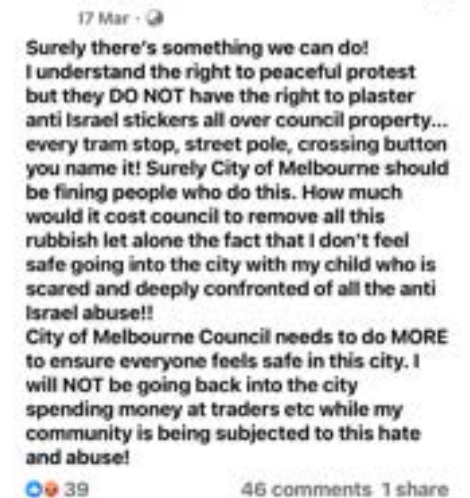 17 Mar ·
Surely there's something we can do!
I understand the right to peaceful protest
but they DO NOT have the right to plaster
anti Israel stickers all over council property...
every tram stop, street pole, crossing button
you name it! Surely City of Melbourne should
be fining people who do this. How much
would it cost council to remove all this
rubbish let alone the fact that I don't feel
safe going into the city with my child who is
scared and deeply confronted of all the anti
Israel abuse!!
City of Melbourne Council needs to do MORE
to ensure everyone feels safe in this city. I
will NOT be going back into the city
spending money at traders etc while my
community is being subjected to this hate
and abuse!
39 46 comments 1 share